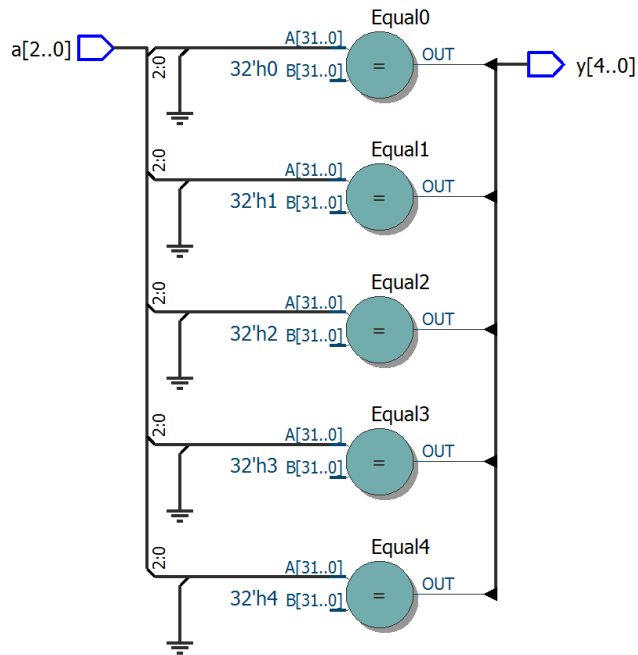 Equal0
a[2..0]
2:0
A[31..0]
32'h0 B[31..0]
OUT
y[4..0]
=
Equal1
2:0
A[31..0]
32'h1 B[31..0]
OUT
=
Equal2
2:0
A[31..0]
32'h2 B[31..0]
OUT
=
Equal3
2:0
A[31..0]
32'h3 B[31..0]
OUT
=
Equal4
2:0
A[31..0]
32'h4 B[31..0]
OUT
=